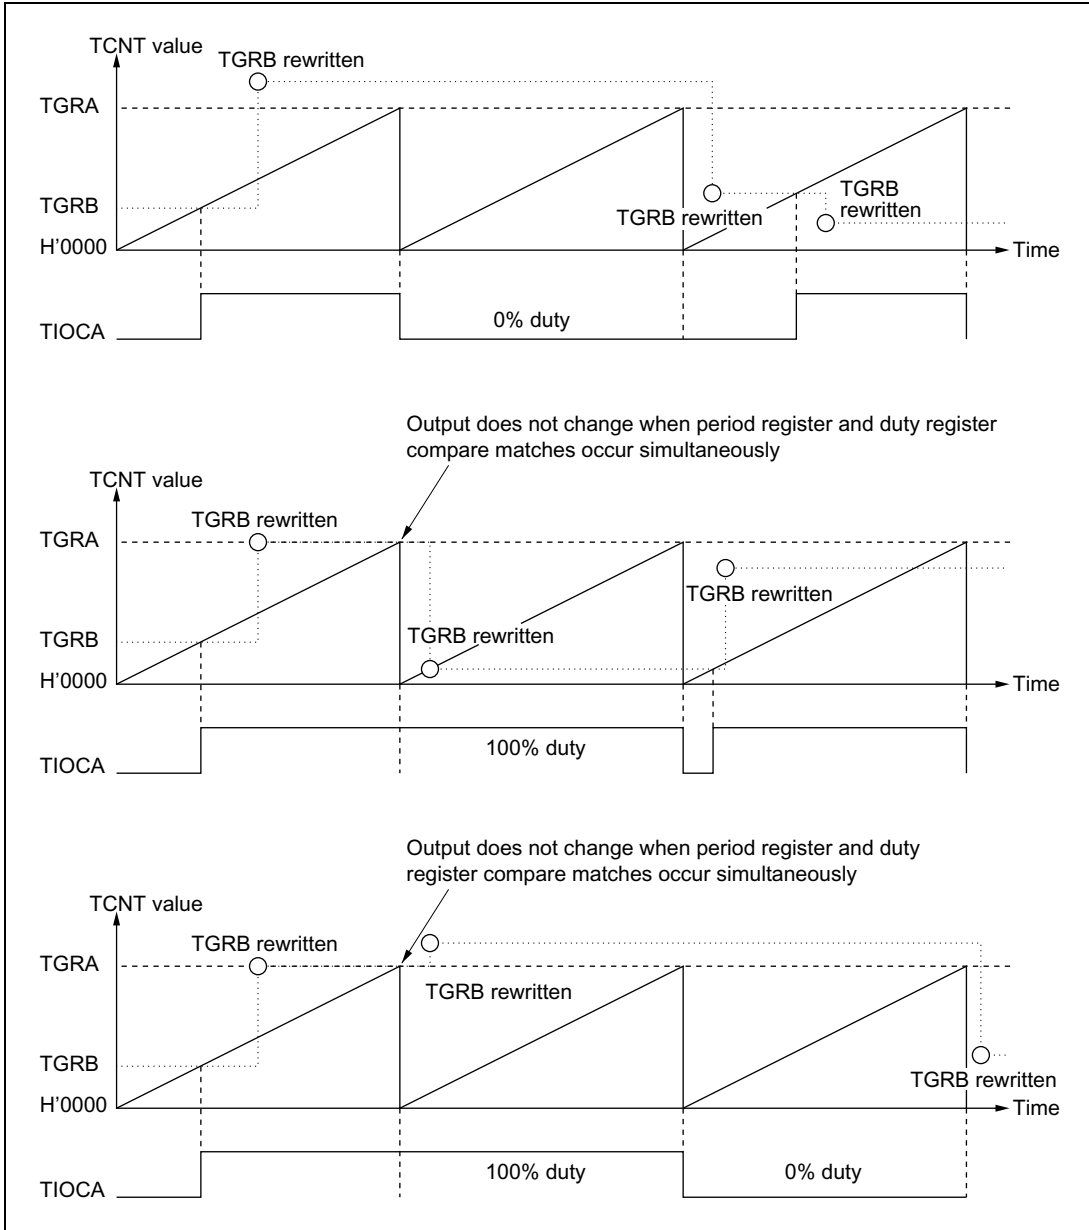 TCNT value
TGRB rewritten
TGRA
TGRB
TGRB rewritten
TGRB
rewritten
H'0000
Time
0% duty
TIOCA
Output does not change when period register and duty register
compare matches occur simultaneously
TCNT value
TGRB rewritten
TGRA
TGRB rewritten
TGRB
TGRB rewritten
H'0000
Time
100% duty
TIOCA
Output does not change when period register and duty
register compare matches occur simultaneously
TCNT value
TGRB rewritten
TGRA
TGRB rewritten
TGRB
TGRB rewritten
H'0000
Time
100% duty
0% duty
TIOCA